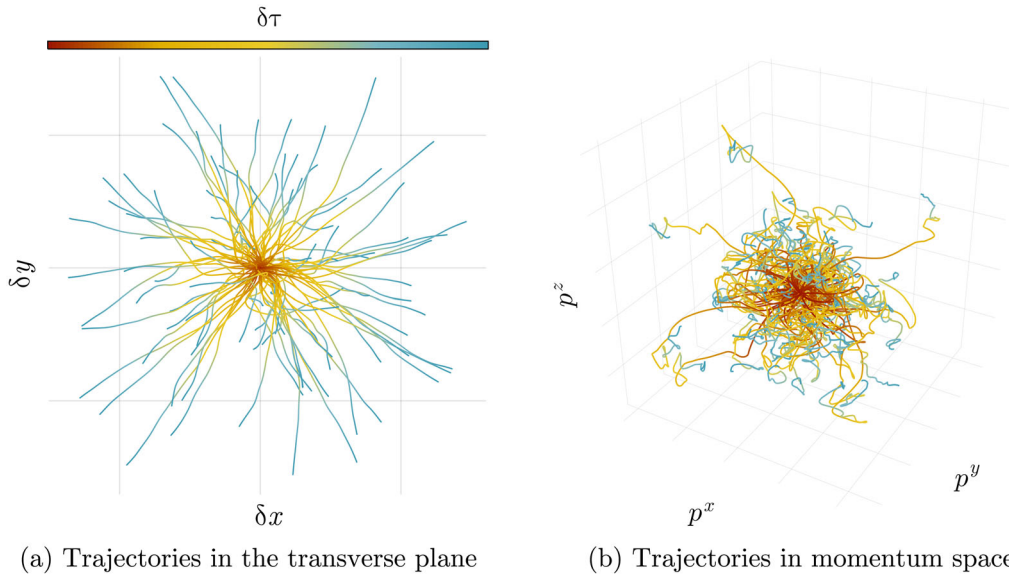 δτ
δy
δx
p^z
p^x
p^y
(a) Trajectories in the transverse plane
(b) Trajectories in momentum space